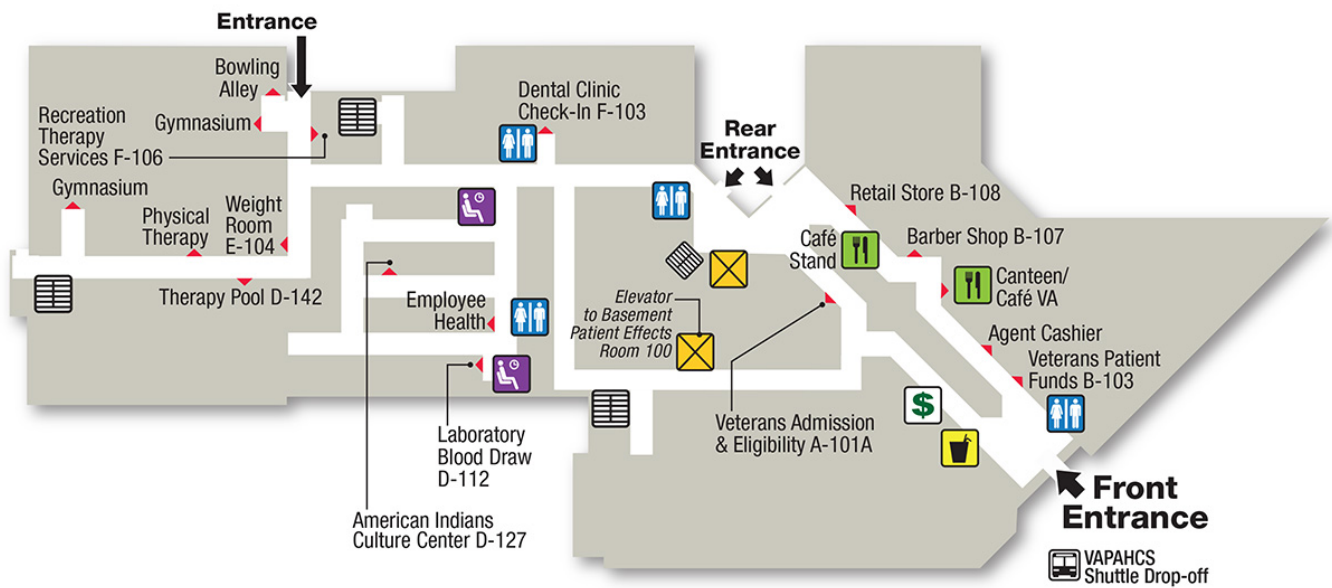 Entrance
Bowling
Alley
Gymnasium
Recreation
Therapy
Services F-106
Gymnasium
Physical
Therapy
Weight
Room
E-104
Therapy Pool D-142
Dental Clinic
Check-In F-103
Rear
Entrance
Retail Store B-108
Café
Stand
Barber Shop B-107
Canteen/
Café VA
Employee
Health
Elevator
to Basement
Patient Effects
Room 100
Agent Cashier
Veterans Patient
Funds B-103
$
Laboratory
Blood Draw
D-112
Veterans Admission
& Eligibility A-101A
American Indians
Culture Center D-127
Front
Entrance
VAPAHCS
Shuttle Drop-off